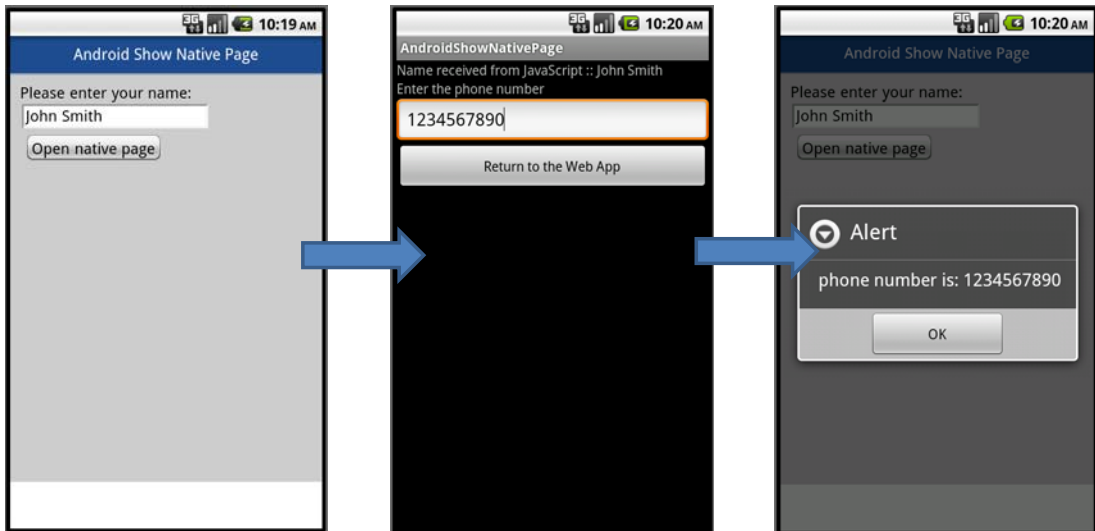 3G 10:19 AM
Android Show Native Page
Please enter your name:
John Smith
Open native page
3G 10:20 AM
AndroidShowNativePage
Name received from JavaScript :: John Smith
Enter the phone number
1234567890
Return to the Web App
3G 10:20 AM
Android Show Native Page
Please enter your name:
John Smith
Open native page
Alert
phone number is: 1234567890
OK